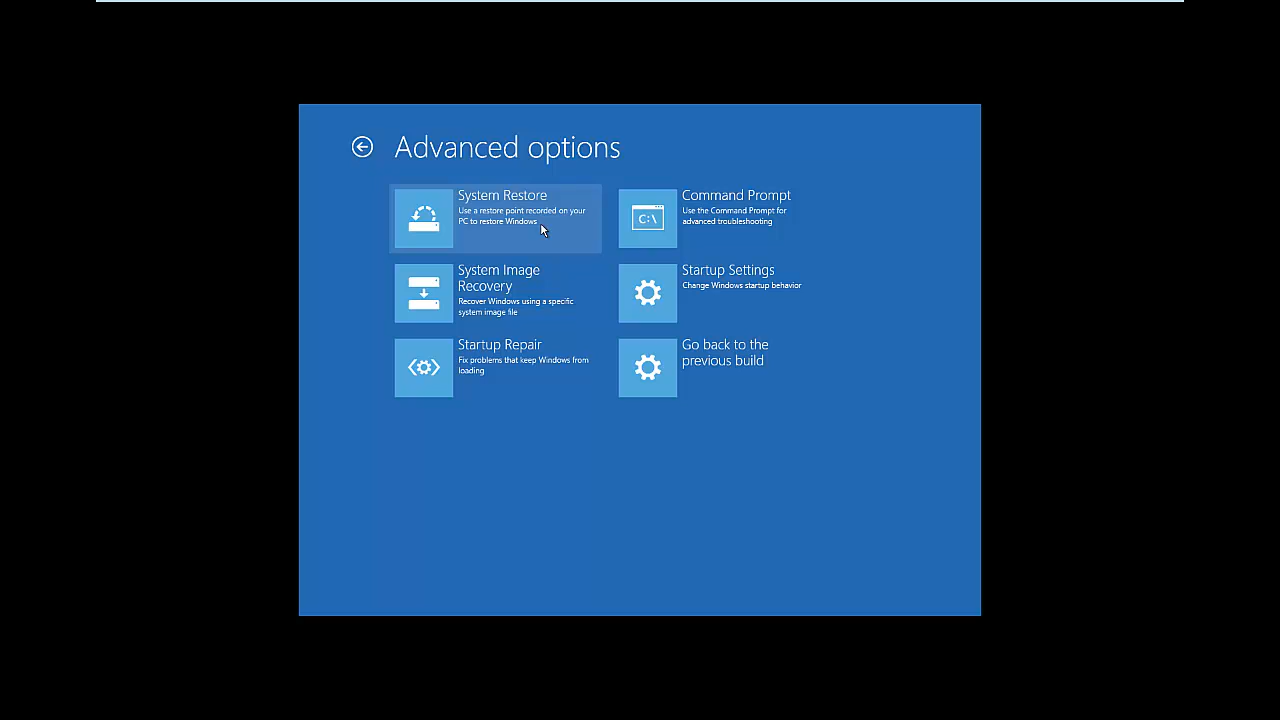 Advanced options
System Restore
Use a restore point recorded on your
PC to restore Windows
Command Prompt
Use the Command Prompt for
advanced troubleshooting
C:\
System Image
Recovery
Recover Windows using a specific
system image file
Startup Settings
Change Windows startup behavior
Startup Repair
Fix problems that keep Windows from
loading
Go back to the
previous build